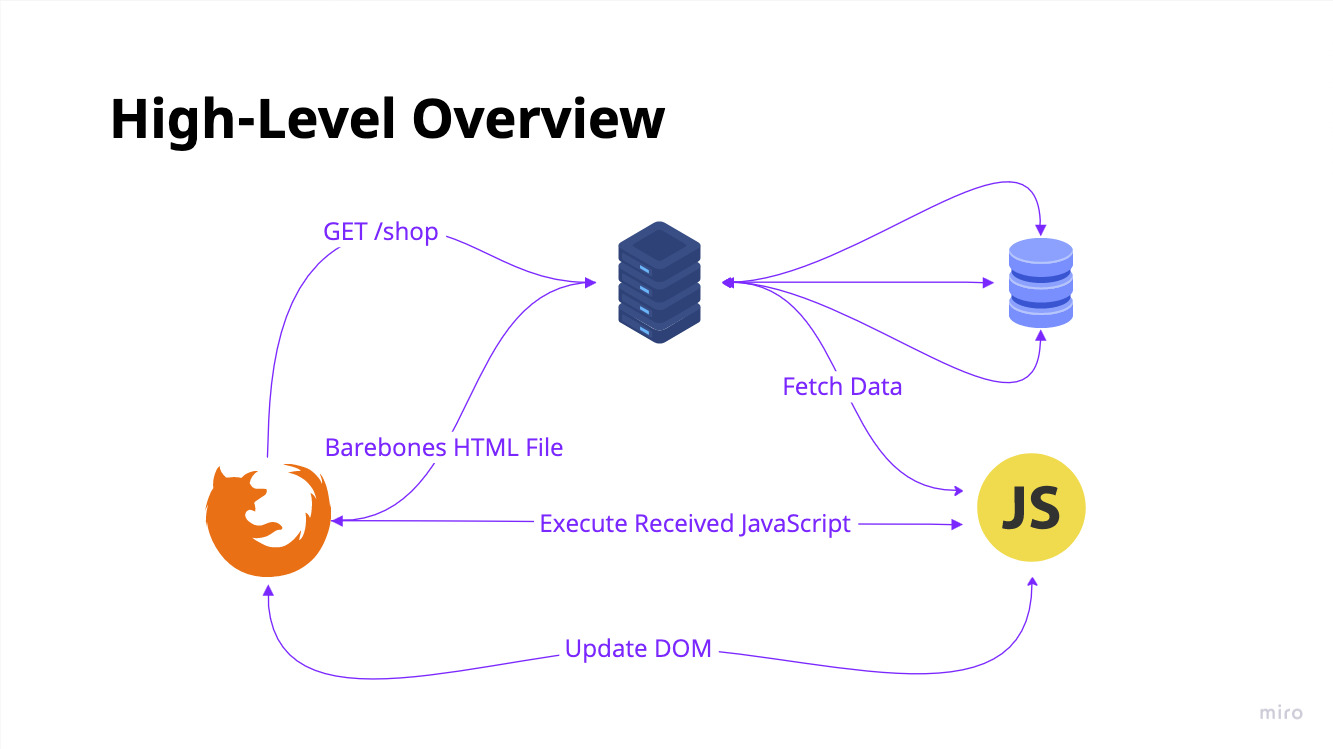 High-Level Overview
GET /shop
Fetch Data
Barebones HTML File
JS
Execute Received JavaScript
Update DOM
miro